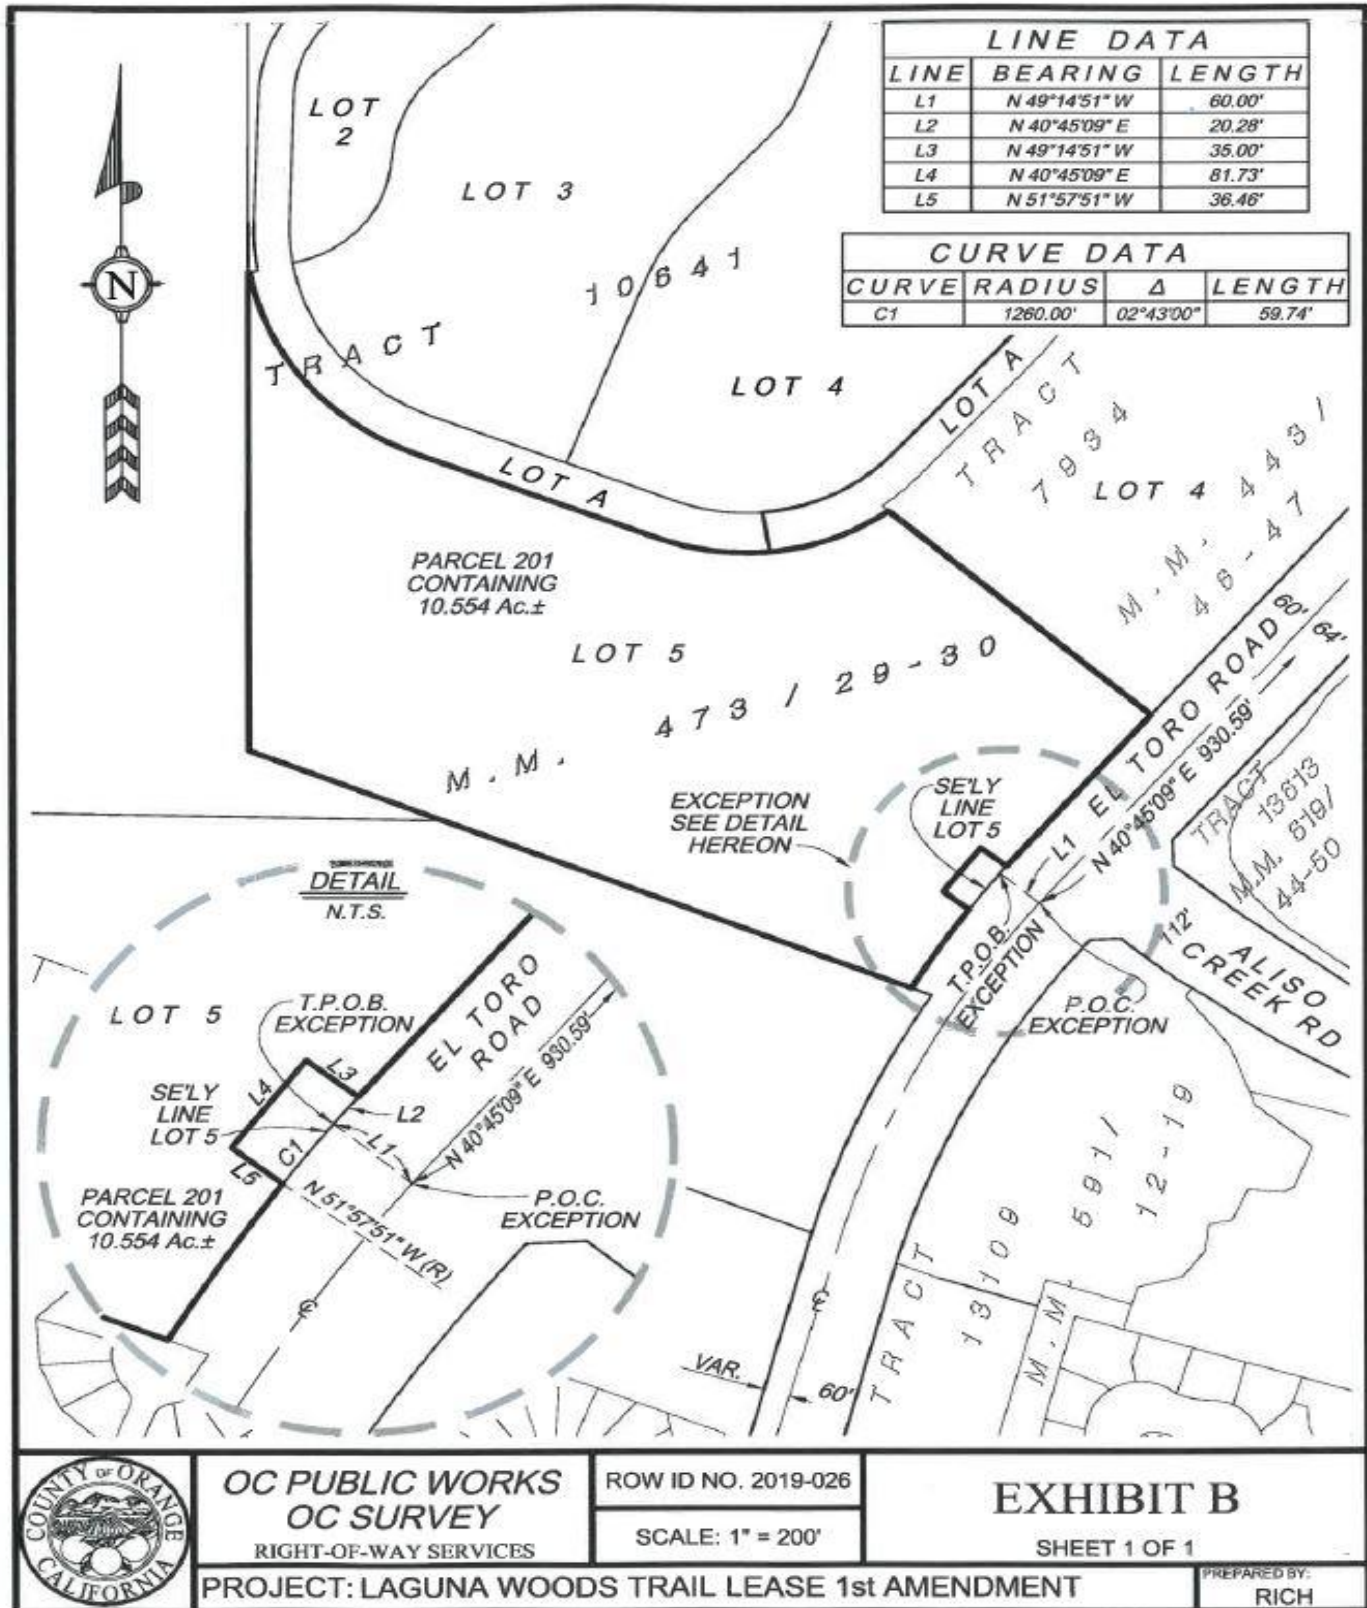 LINE DATA
LINE BEARING LENGTH
L1 N 49°14'51" W 60.00'
L2 N 40°45'09" E 20.28'
L3 N 49°14'51" W 35.00'
L4 N 40°45'09" E 81.73'
L5 N 51°57'51" W 36.46'
CURVE DATA
CURVE RADIUS Δ LENGTH
C1 1260.00' 02°43'00" 59.74'
N
LOT
2
LOT 3
TRACT 10641
LOT 4
LOT A
LOT A
TRACT
7934
LOT 4
M.M. 443/
46-47
PARCEL 201
CONTAINING
10.554 Ac.±
LOT 5
M.M. 473/29-30
EXCEPTION
SEE DETAIL
HEREON
SE'LY
LINE
LOT 5
L1
EL TORO ROAD
60'
64'
N 40°45'09" E 930.59'
TRACT
13613
M.M. 619/
44-50
T.P.O.B.
EXCEPTION
P.O.C.
EXCEPTION
112'
ALISO
CREEK RD
DETAIL
N.T.S.
LOT 5
T.P.O.B.
EXCEPTION
EL TORO
ROAD
N 40°45'09" E 930.59'
L3
L4
SE'LY
LINE
LOT 5
L2
L1
C1
L5
N 51°57'51" W (R)
PARCEL 201
CONTAINING
10.554 Ac.±
P.O.C.
EXCEPTION
℄
℄
VAR.
60'
TRACT
13109
M.M.
591/
12-19
COUNTY OF ORANGE
CALIFORNIA
OC PUBLIC WORKS
OC SURVEY
RIGHT-OF-WAY SERVICES
ROW ID NO. 2019-026
SCALE: 1" = 200'
EXHIBIT B
SHEET 1 OF 1
PROJECT: LAGUNA WOODS TRAIL LEASE 1st AMENDMENT
PREPARED BY:
RICH